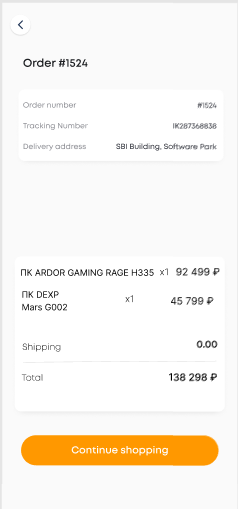 Order #1524
Order number #1524
Tracking Number IK287368838
Delivery address SBI Building, Software Park
ПК ARDOR GAMING RAGE H335 x1 92 499 ₽
ПК DEXP
Mars G002 x1 45 799 ₽
Shipping 0.00
Total 138 298 ₽
Continue shopping